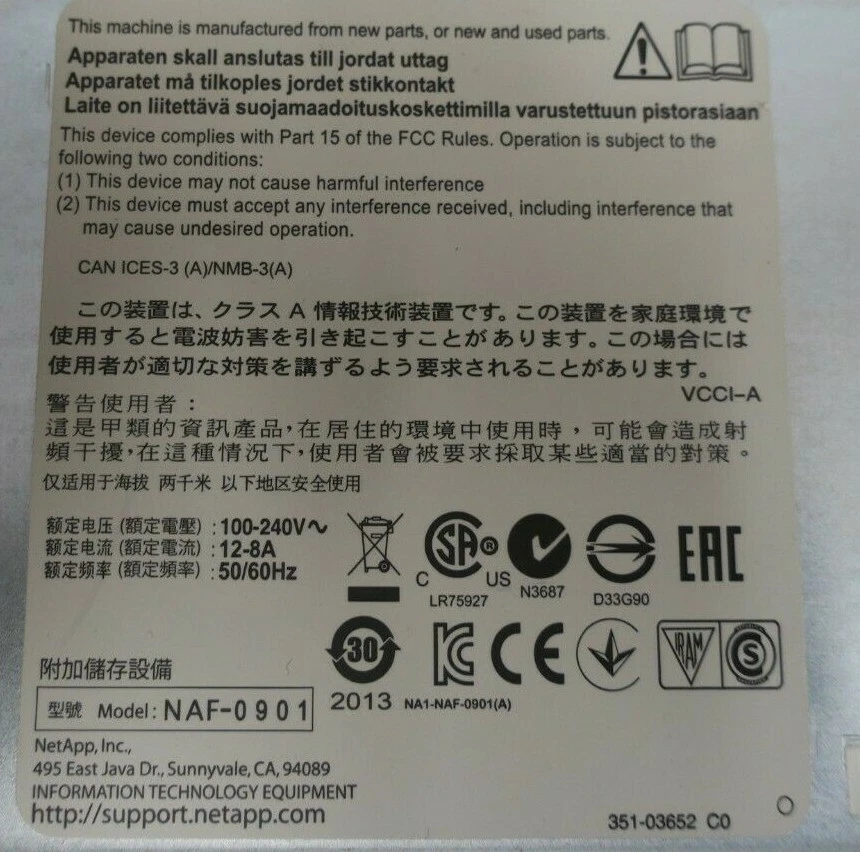 This machine is manufactured from new parts, or new and used parts.
Apparaten skall anslutas till jordat uttag
Apparatet må tilkoples jordet stikkontakt
Laite on liitettävä suojamaadoituskoskettimilla varustettuun pistorasiaan
This device complies with Part 15 of the FCC Rules. Operation is subject to the
following two conditions:
(1) This device may not cause harmful interference
(2) This device must accept any interference received, including interference that
may cause undesired operation.
CAN ICES-3 (A)/NMB-3(A)
この装置は、クラス A 情報技術装置です。この装置を家庭環境で
使用すると電波妨害を引き起こすことがあります。この場合には
使用者が適切な対策を講ずるよう要求されることがあります。
VCCI-A
警告使用者：
這是甲類的資訊產品，在居住的環境中使用時，可能會造成射
頻干擾，在這種情況下，使用者會被要求採取某些適當的對策。
仅适用于海拔 两千米 以下地区安全使用
额定电压 (額定電壓) : 100-240V~
额定电流 (額定電流) : 12-8A
额定频率 (額定頻率) : 50/60Hz
SA ®
C US
LR75927
N3687
D33G90
EAC
30
2013
KC CE
NA1-NAF-0901(A)
IRAM S
附加儲存設備
型號 Model: NAF-0901
NetApp, Inc.,
495 East Java Dr., Sunnyvale, CA, 94089
INFORMATION TECHNOLOGY EQUIPMENT
http://support.netapp.com
351-03652 C0